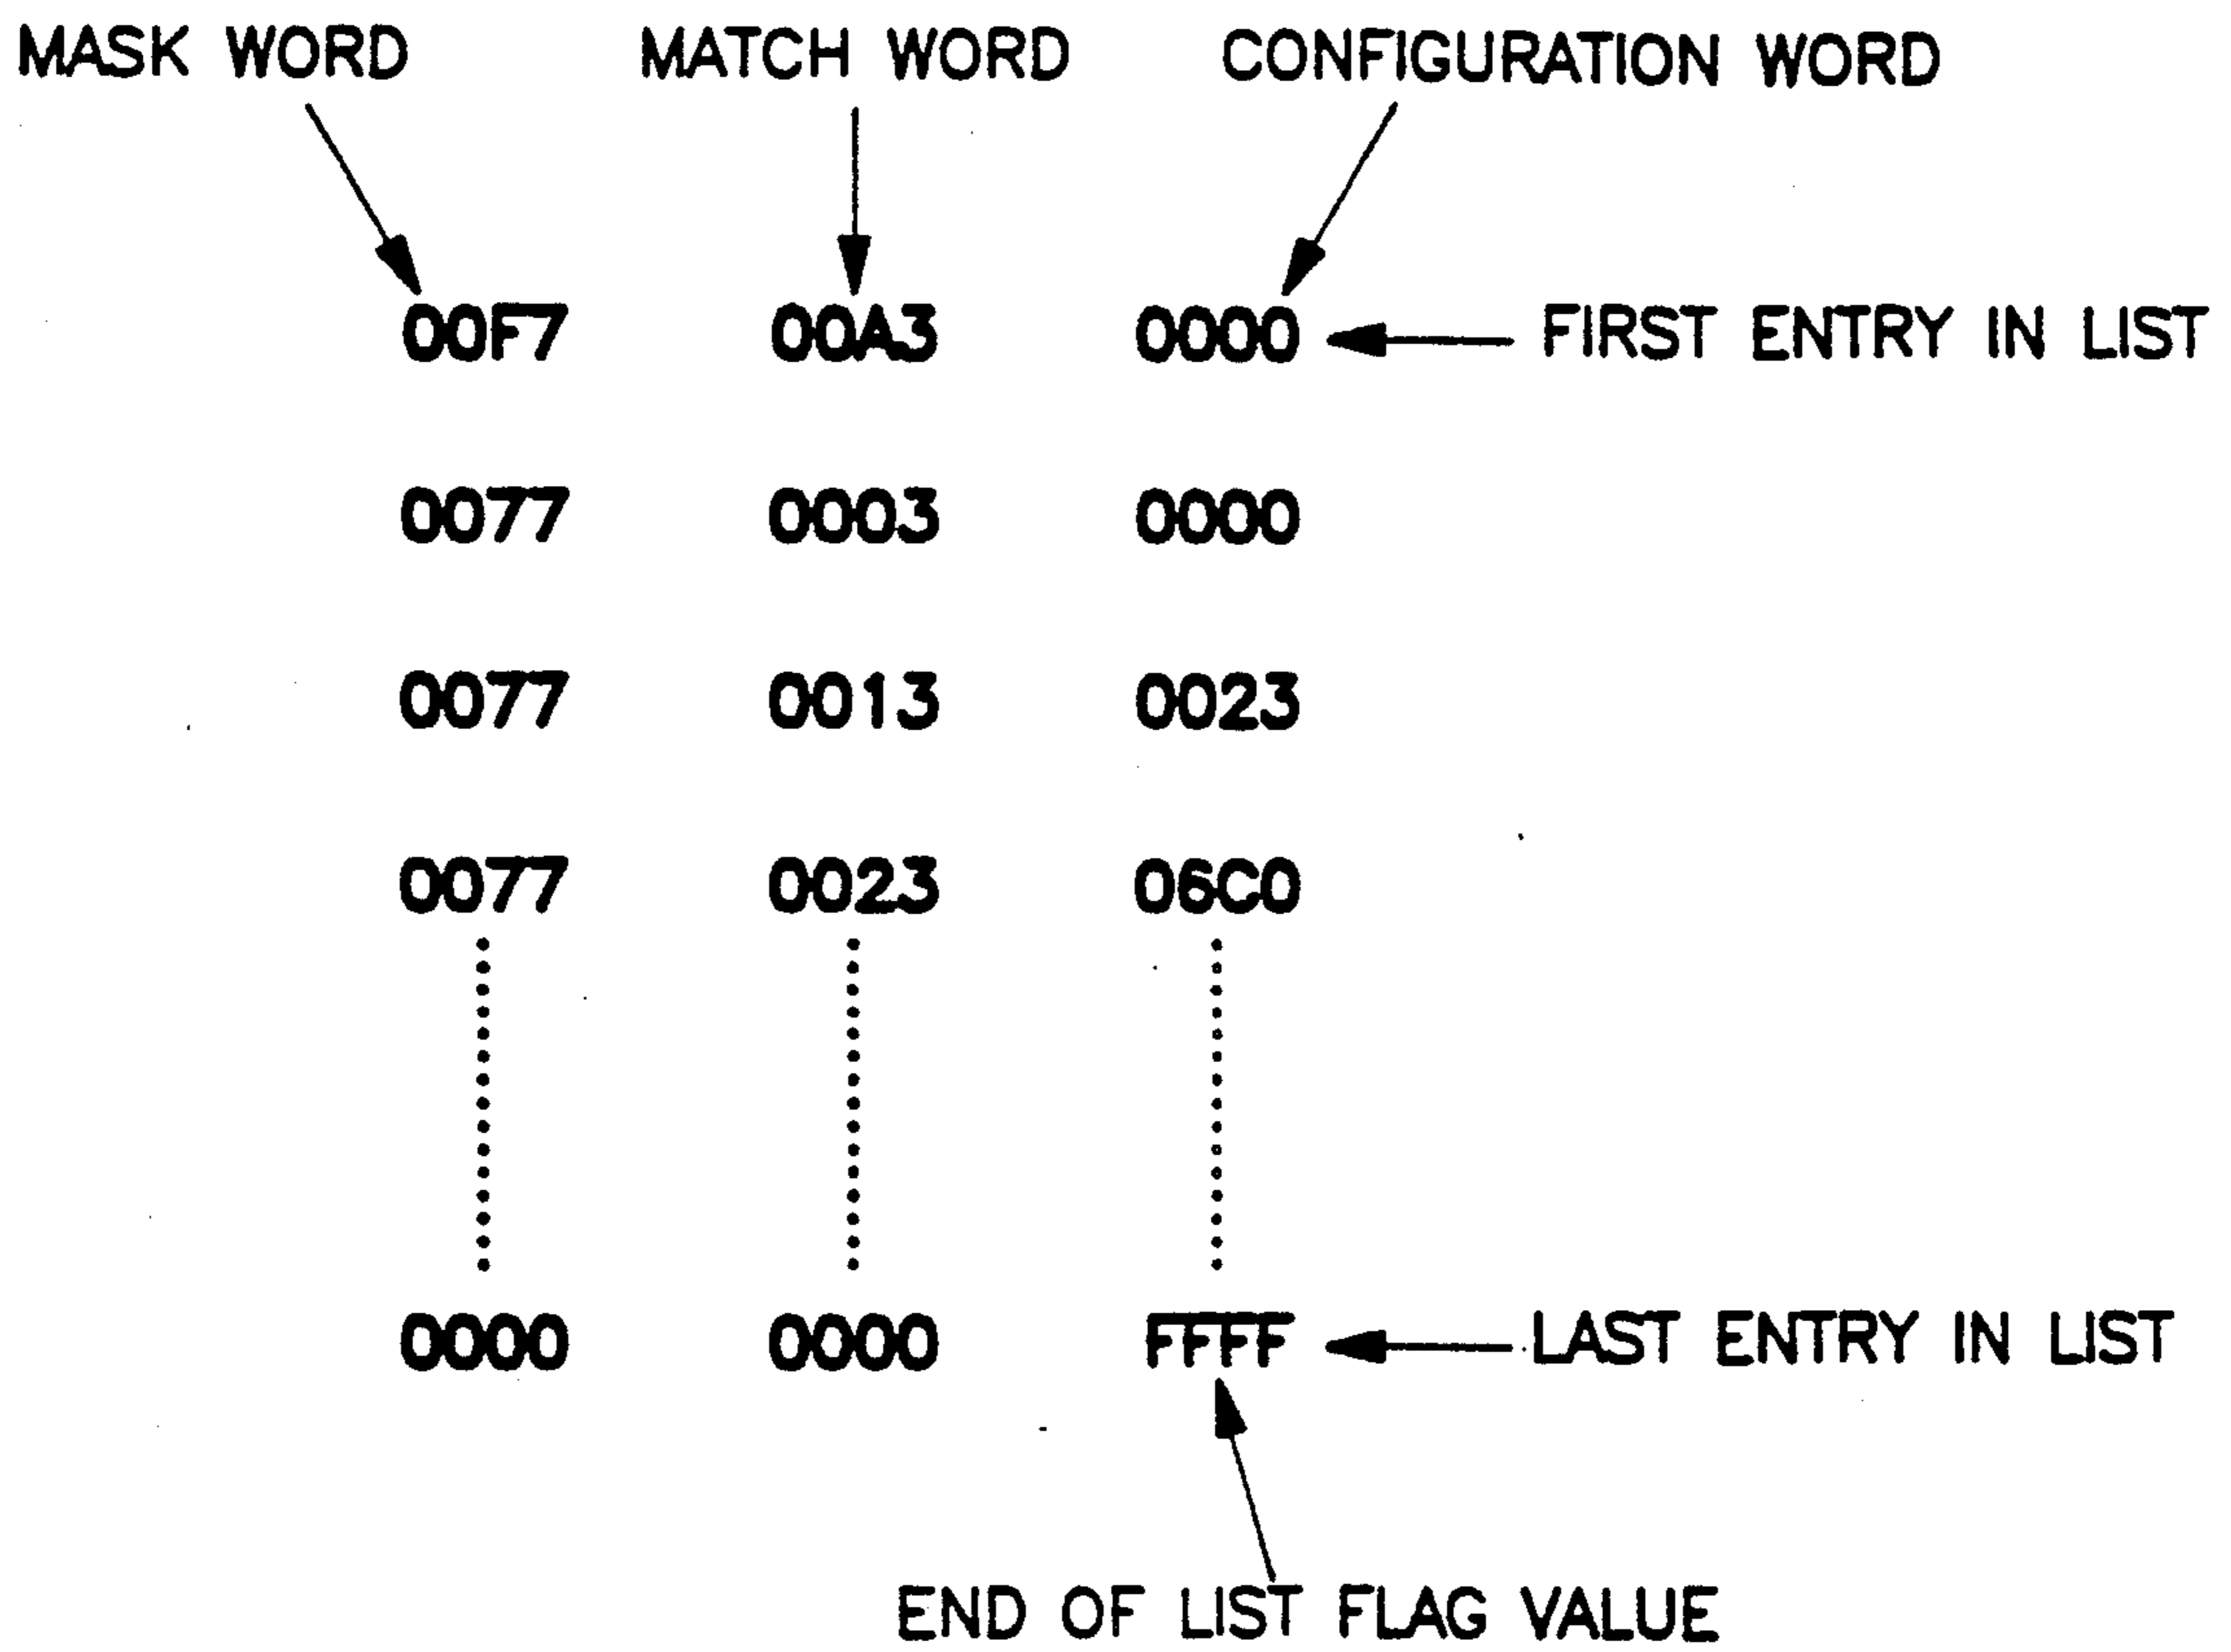 MASK WORD MATCH WORD CONFIGURATION WORD
00F7 00A3 0000 FIRST ENTRY IN LIST
0077 0003 0000
0077 0013 0023
0077 0023 06C0
0000 0000 FFFF LAST ENTRY IN LIST
END OF LIST FLAG VALUE